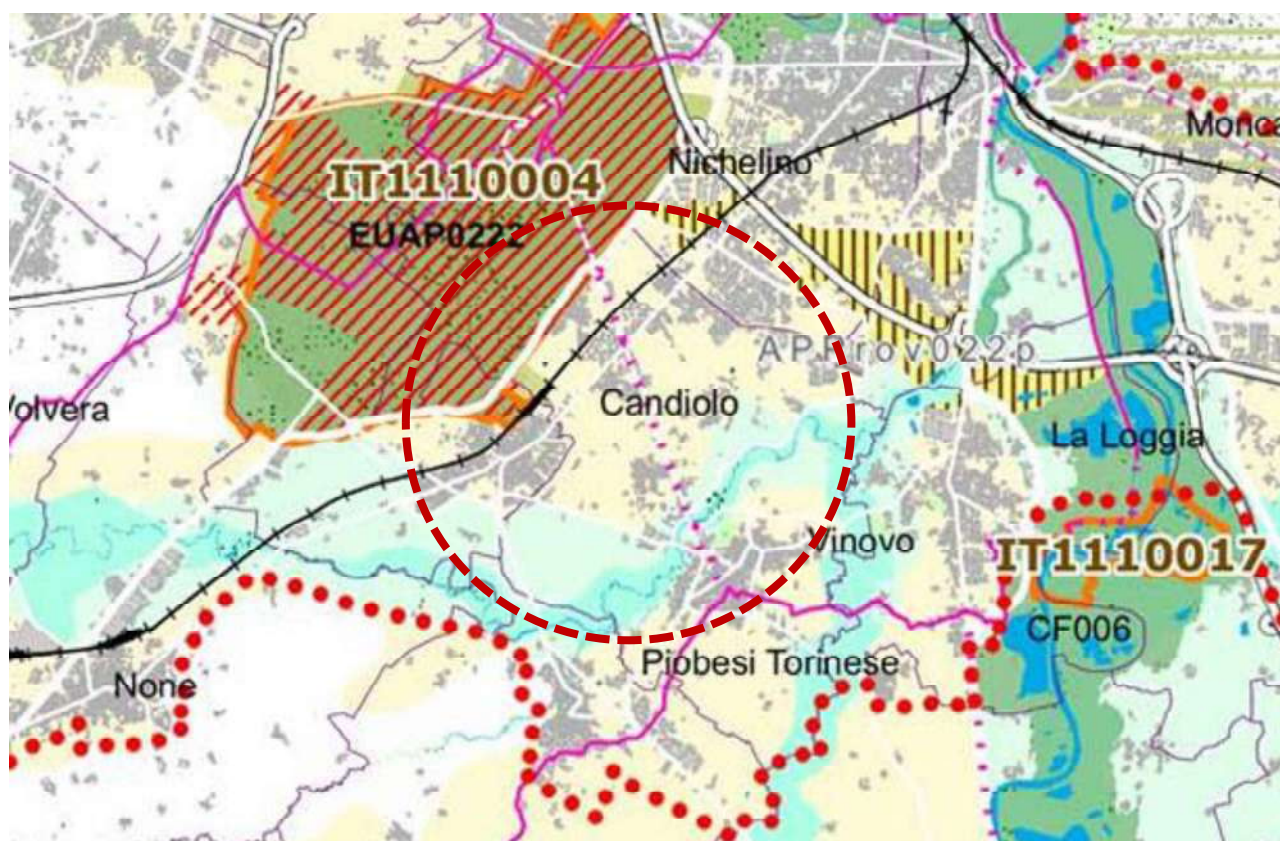 Monca
Nichelino
IT1110004
EUAP0222
APProv022p
Volvera
Candiolo
La Loggia
Vinovo
IT1110017
CF006
Piobesi Torinese
None